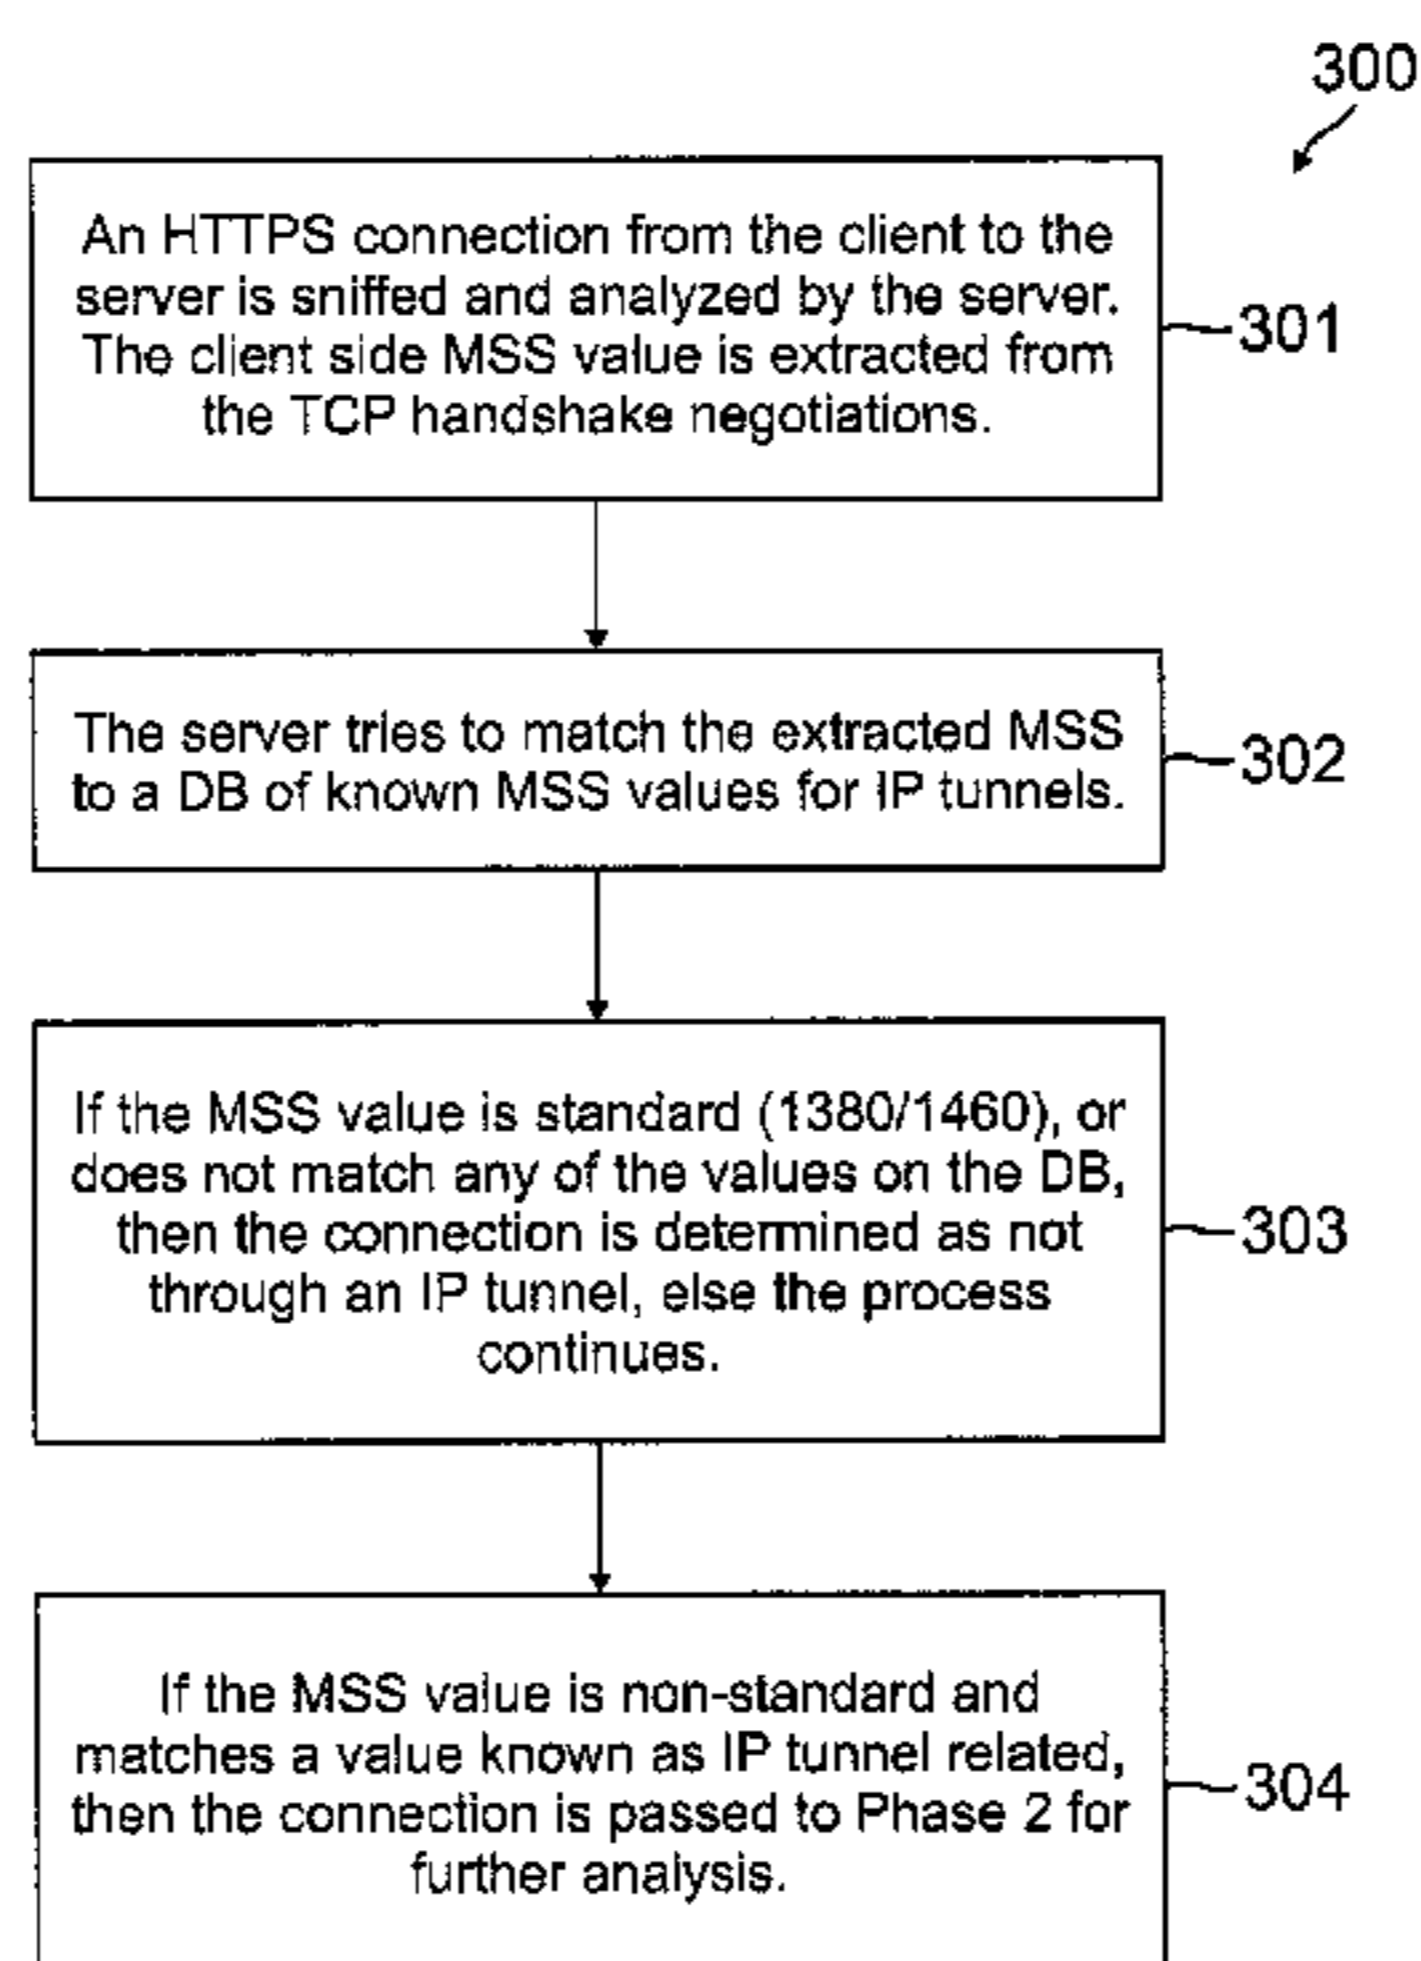 300
An HTTPS connection from the client to the
server is sniffed and analyzed by the server.
The client side MSS value is extracted from
the TCP handshake negotiations.
301
The server tries to match the extracted MSS
to a DB of known MSS values for IP tunnels.
302
If the MSS value is standard (1380/1460), or
does not match any of the values on the DB,
then the connection is determined as not
through an IP tunnel, else the process
continues.
303
If the MSS value is non-standard and
matches a value known as IP tunnel related,
then the connection is passed to Phase 2 for
further analysis.
304